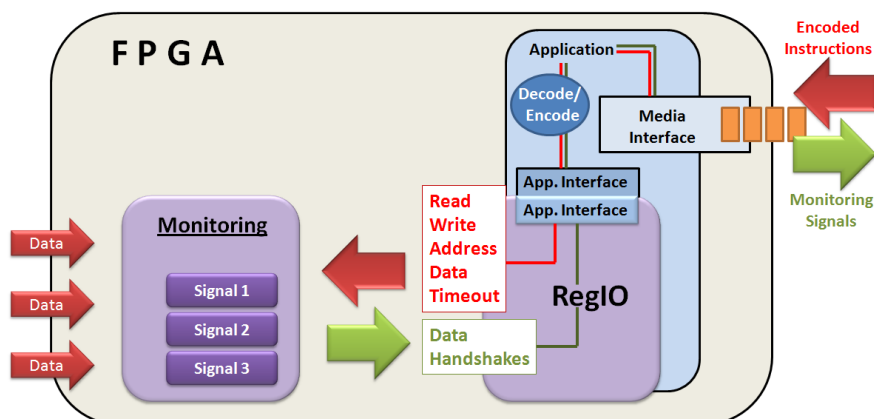 F P G A
Application
Encoded
Instructions
Decode/
Encode
Media
Interface
App. Interface
App. Interface
Monitoring
Signals
Read
Write
Address
Data
Timeout
Monitoring
Data
Data
Data
Signal 1
Signal 2
Signal 3
RegIO
Data
Handshakes